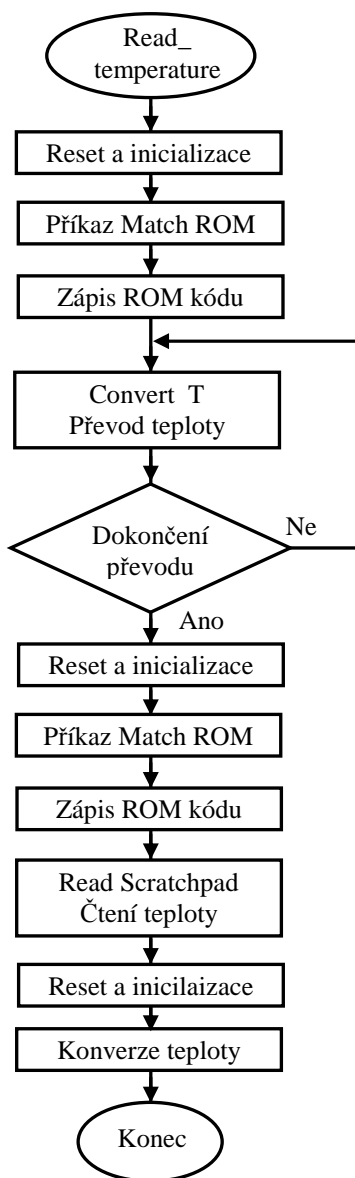 Read_
temperature
Reset a inicializace
Příkaz Match ROM
Zápis ROM kódu
Convert T
Převod teploty
Dokončení
převodu
Ne
Ano
Reset a inicializace
Příkaz Match ROM
Zápis ROM kódu
Read Scratchpad
Čtení teploty
Reset a inicilaizace
Konverze teploty
Konec